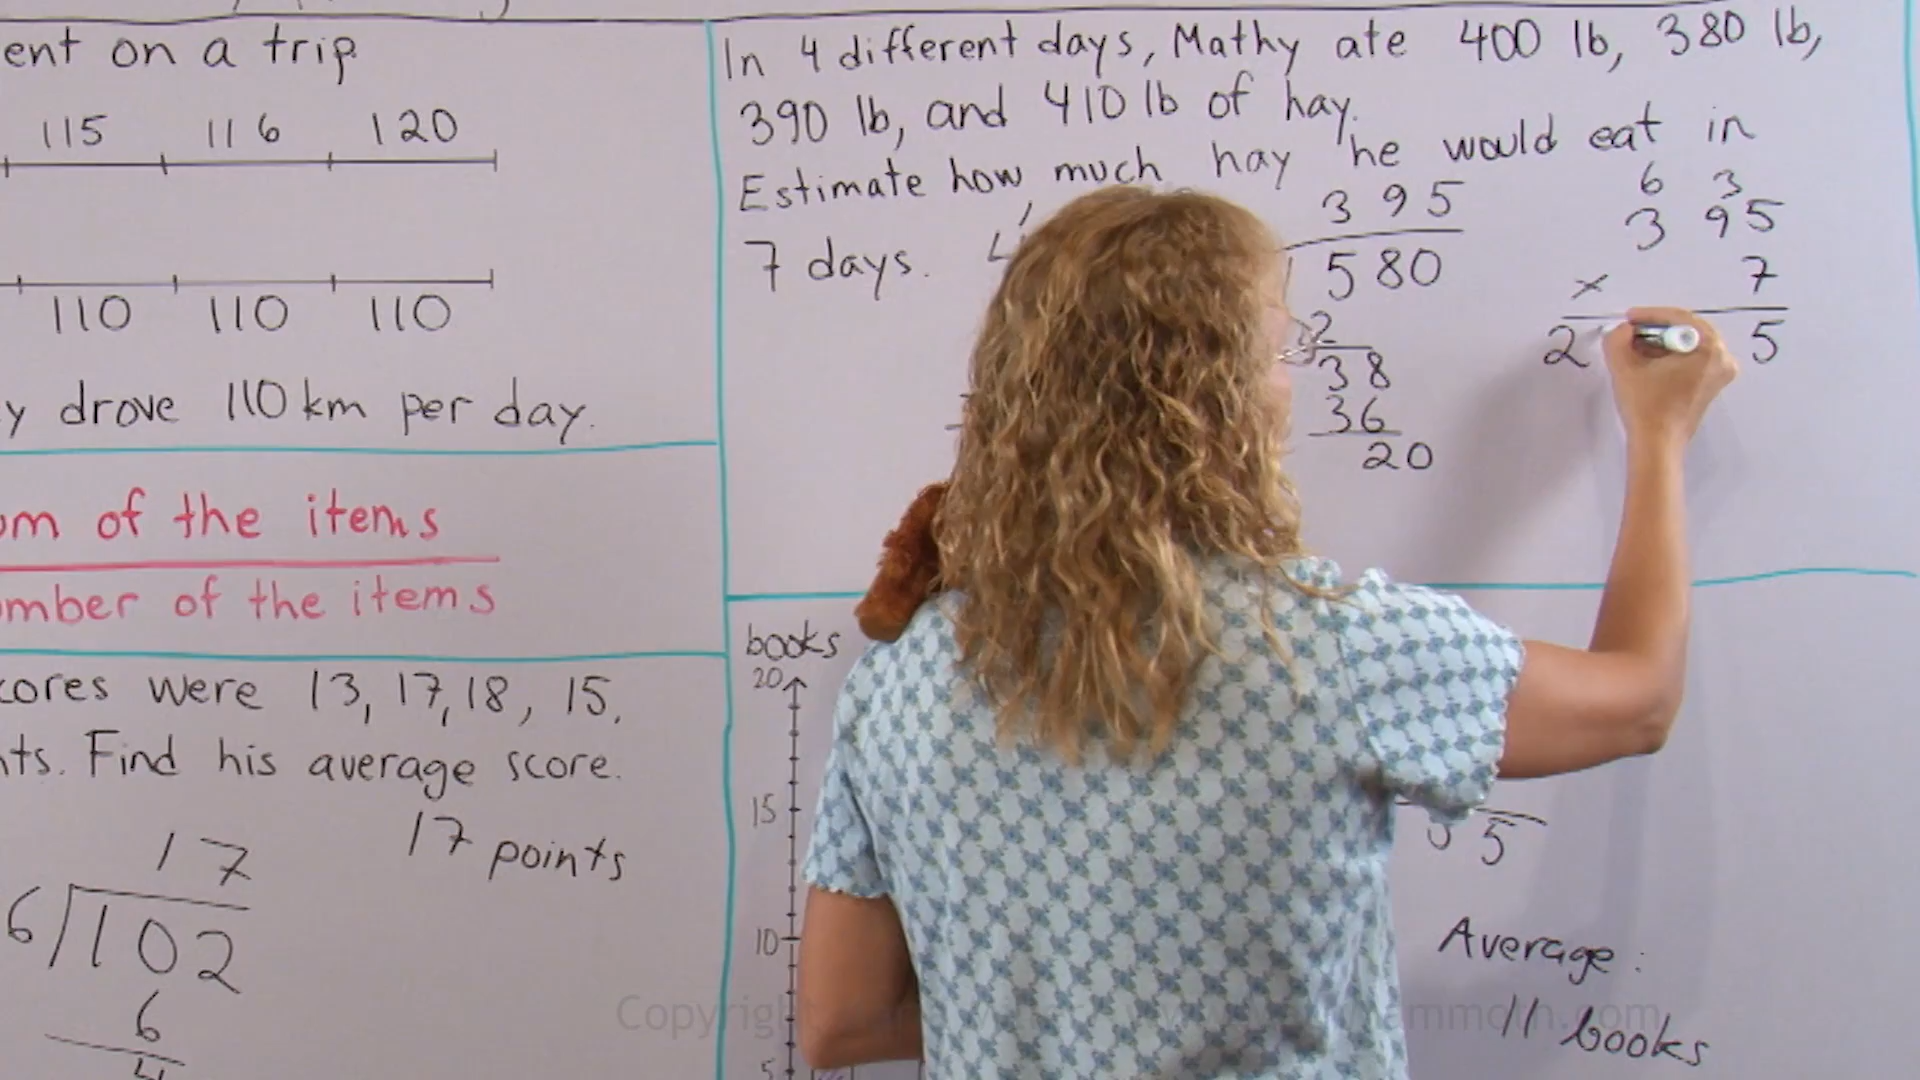 ent on a trip
115 116 120
110 110 110
y drove 110 km per day.
om of the items
umber of the items
cores were 13, 17, 18, 15,
nts. Find his average score.
17 17 points
6 102
6
4
In 4 different days, Mathy ate 400 lb, 380 lb,
390 lb, and 410 lb of hay.
Estimate how much hay he would eat in
7 days.
395
580
2
38
36
20
6 3
395
× 7
2 5
books
20
15
10
5
5
Average:
11 books
Copyright